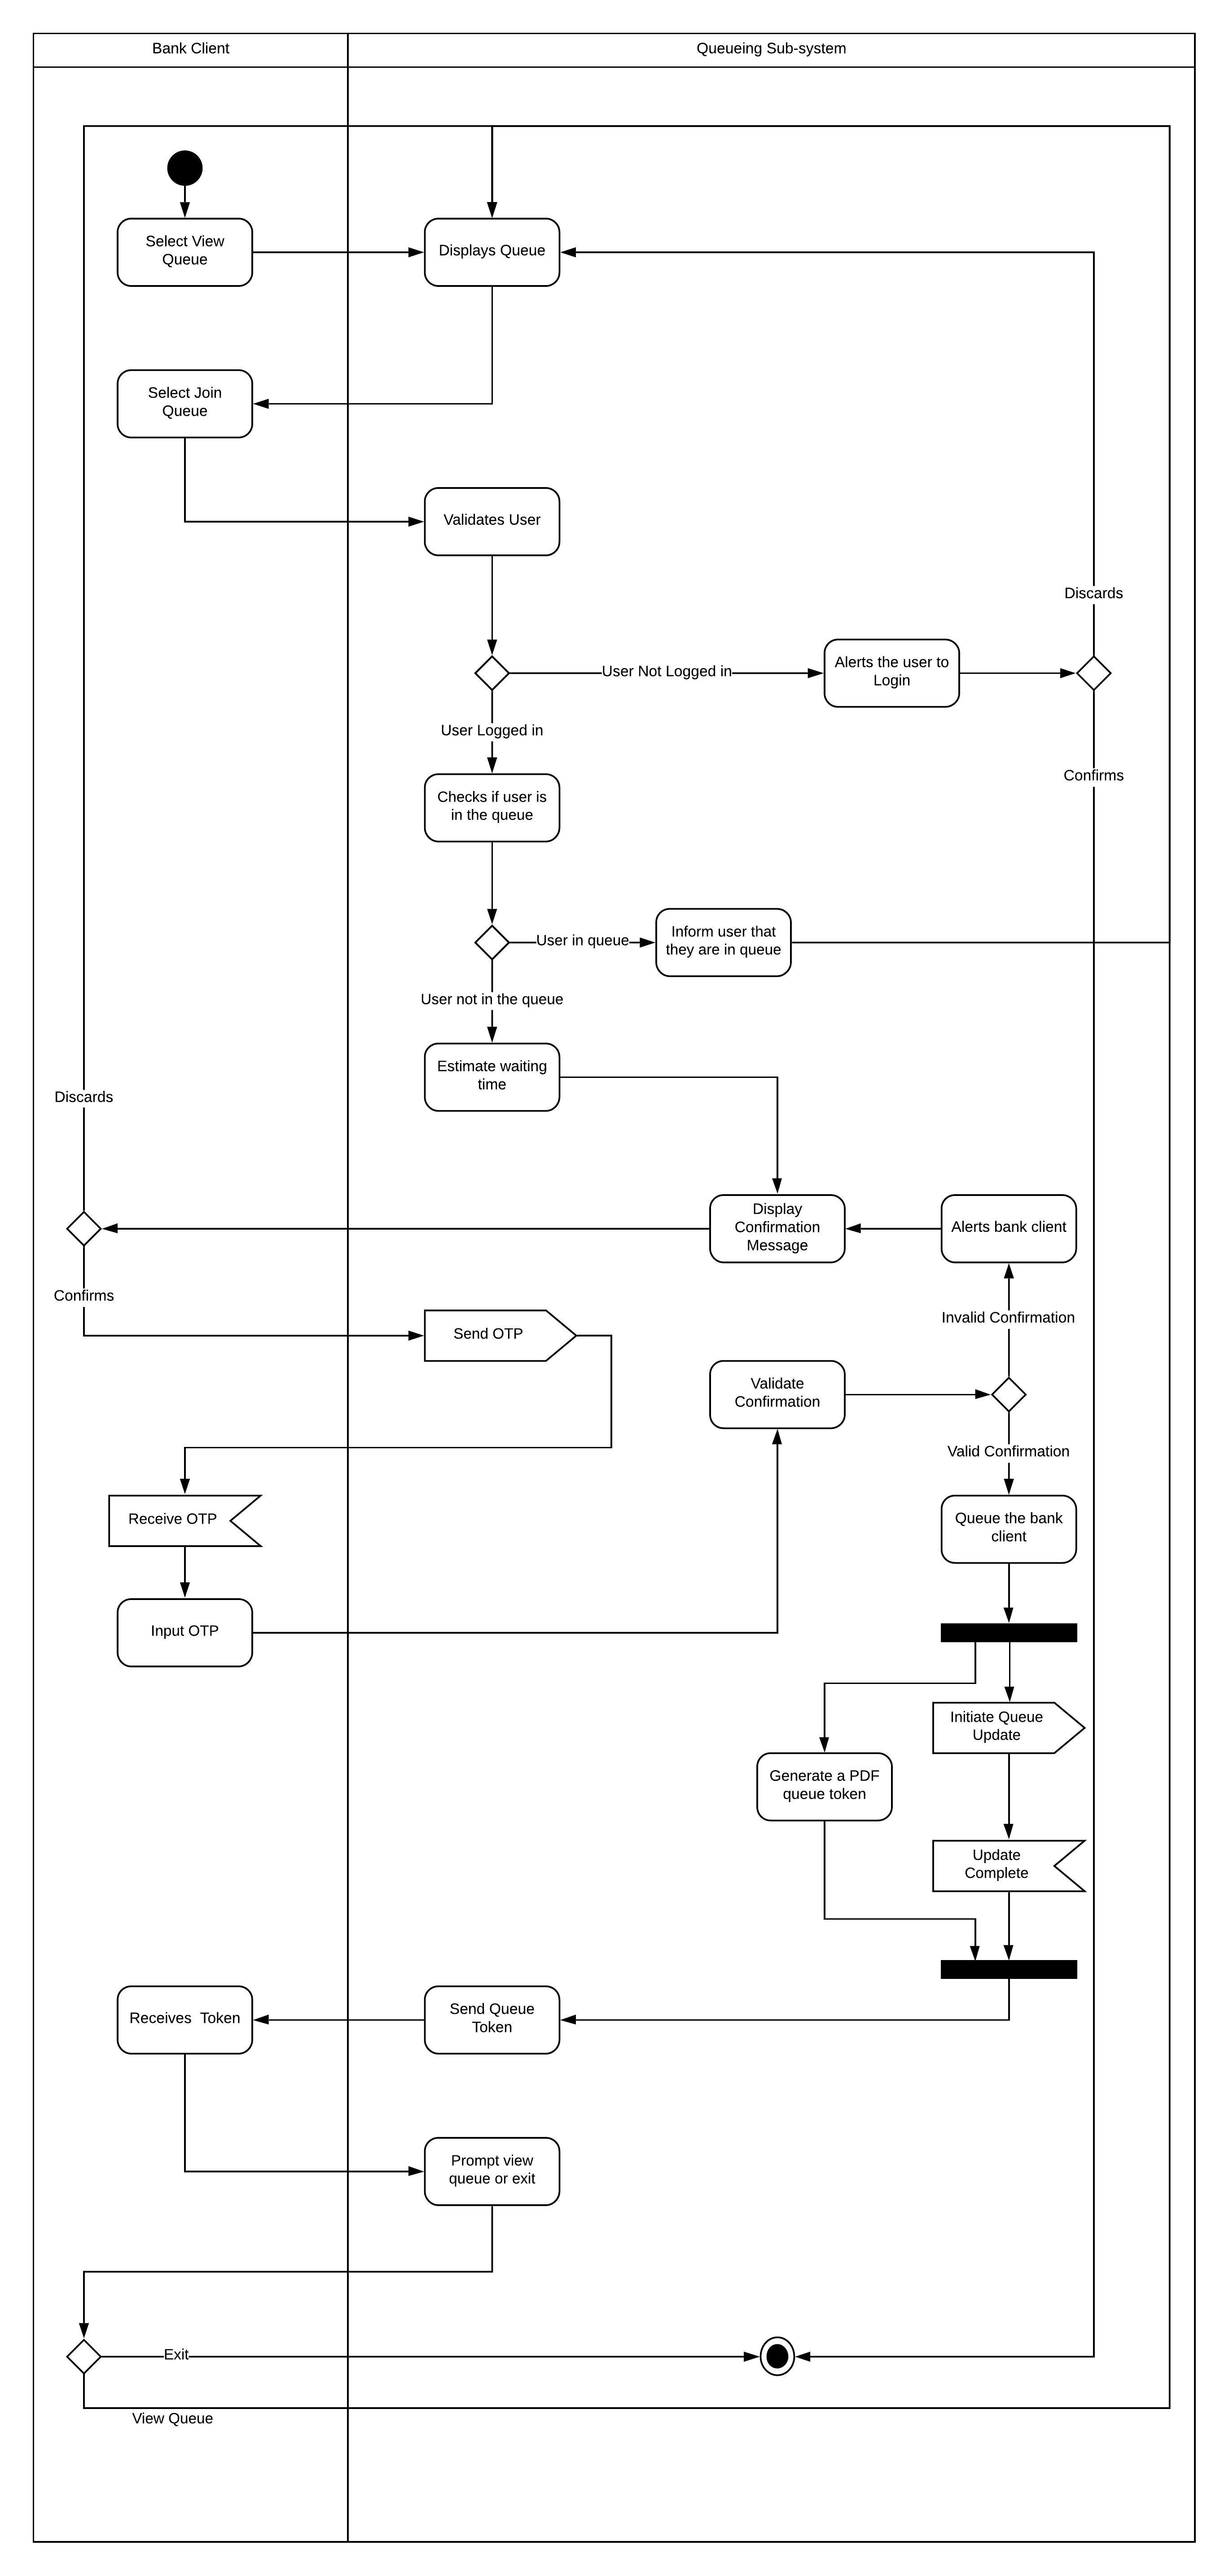 Bank Client
Queueing Sub-system
Select View
Queue
Displays Queue
Select Join
Queue
Validates User
Discards
User Not Logged in
Alerts the user to
Login
User Logged in
Confirms
Checks if user is
in the queue
User in queue
Inform user that
they are in queue
User not in the queue
Estimate waiting
time
Discards
Display
Confirmation
Message
Alerts bank client
Confirms
Invalid Confirmation
Send OTP
Validate
Confirmation
Valid Confirmation
Receive OTP
Queue the bank
client
Input OTP
Initiate Queue
Update
Generate a PDF
queue token
Update
Complete
Receives  Token
Send Queue
Token
Prompt view
queue or exit
Exit
View Queue